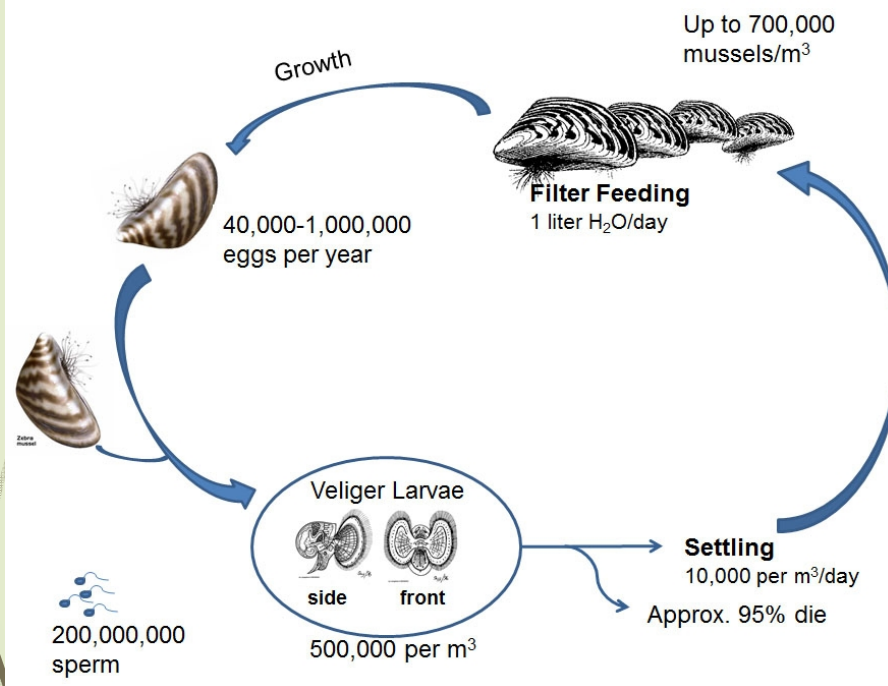 Up to 700,000
mussels/m³
Growth
Filter Feeding
1 liter H₂O/day
40,000-1,000,000
eggs per year
Zebra
mussel
Veliger Larvae
side front
500,000 per m³
Settling
10,000 per m³/day
Approx. 95% die
200,000,000
sperm